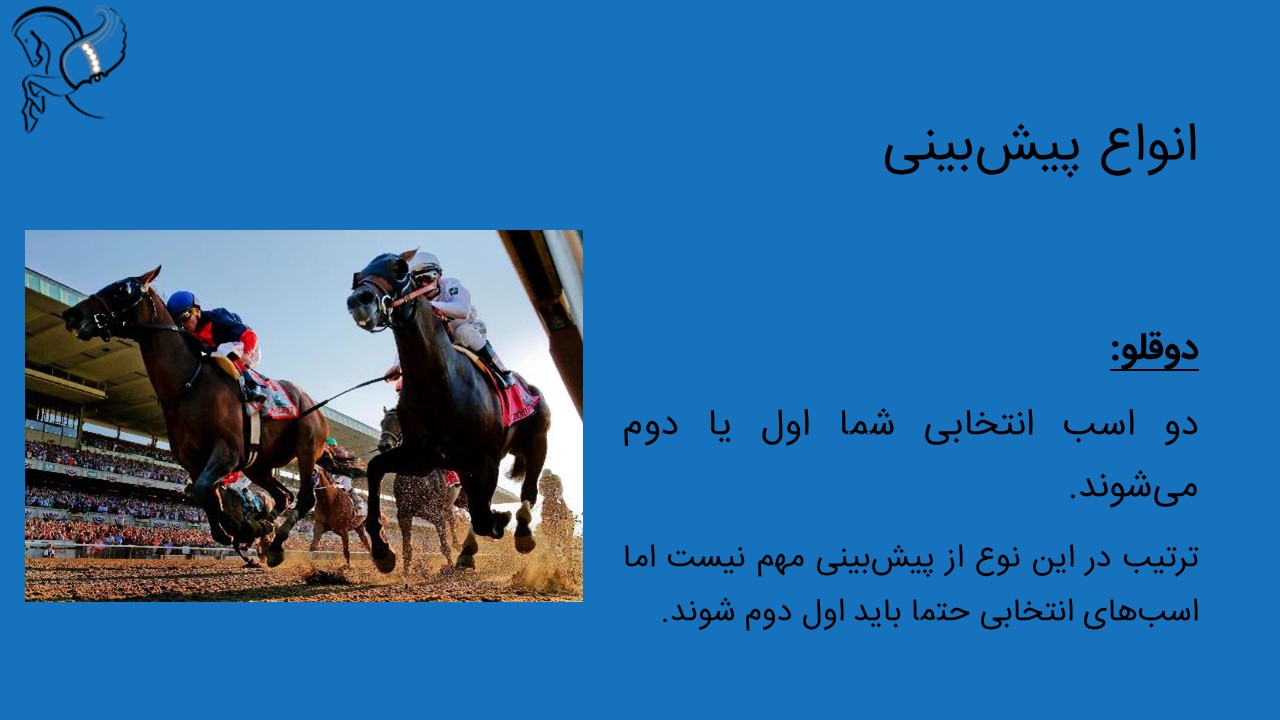 انواع پیش‌بینی
دوقلو:
دو اسب انتخابی شما اول یا دوم
می‌شوند.
ترتیب در این نوع از پیش‌بینی مهم نیست اما
اسب‌های انتخابی حتما باید اول دوم شوند.